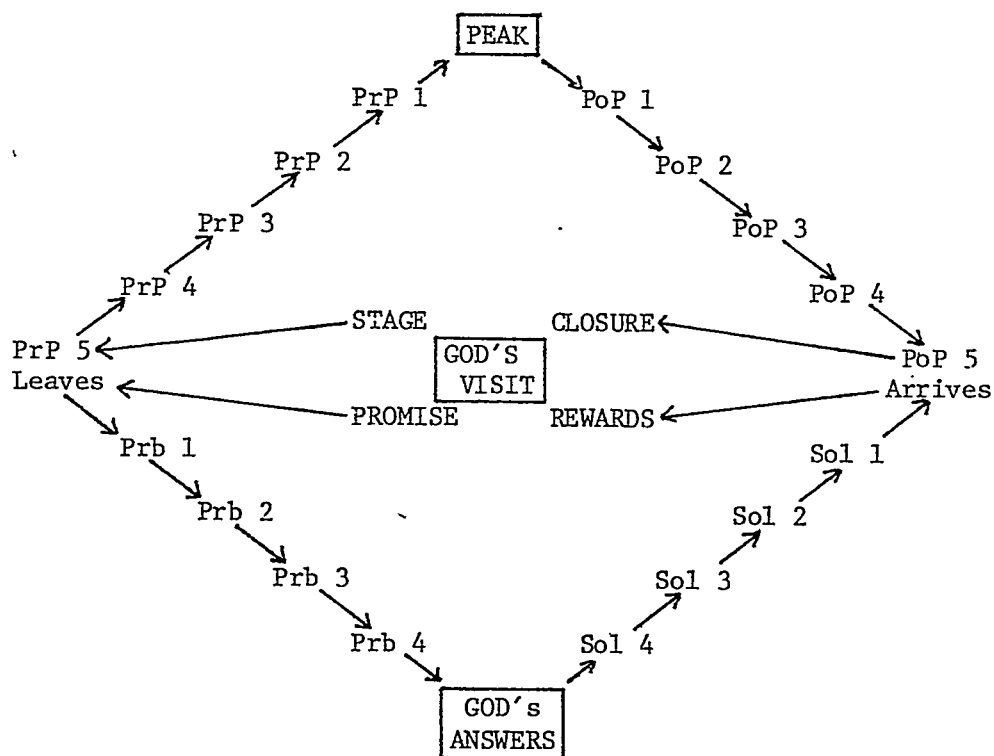 PEAK
PrP 1 PoP 1
PrP 2 PoP 2
PrP 3 PoP 3
PrP 4 PoP 4
STAGE CLOSURE
PrP 5 GOD'S PoP 5
Leaves VISIT Arrives
PROMISE REWARDS
Prb 1 Sol 1
Prb 2 Sol 2
Prb 3 Sol 3
Prb 4 Sol 4
GOD's
ANSWERS